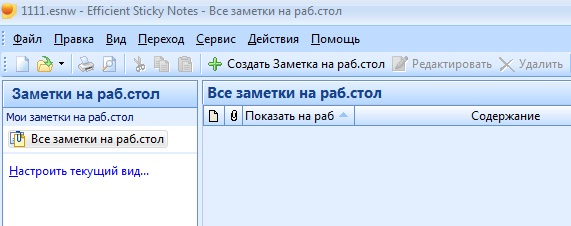 1111.esnw - Efficient Sticky Notes - Все заметки на раб.стол
Файл Правка Вид Переход Сервис Действия Помощь
Создать Заметка на раб.стол Редактировать Удалить
Заметки на раб.стол
Мои заметки на раб.стол
Все заметки на раб.стол
Настроить текущий вид...
Все заметки на раб.стол
Показать на раб Содержание